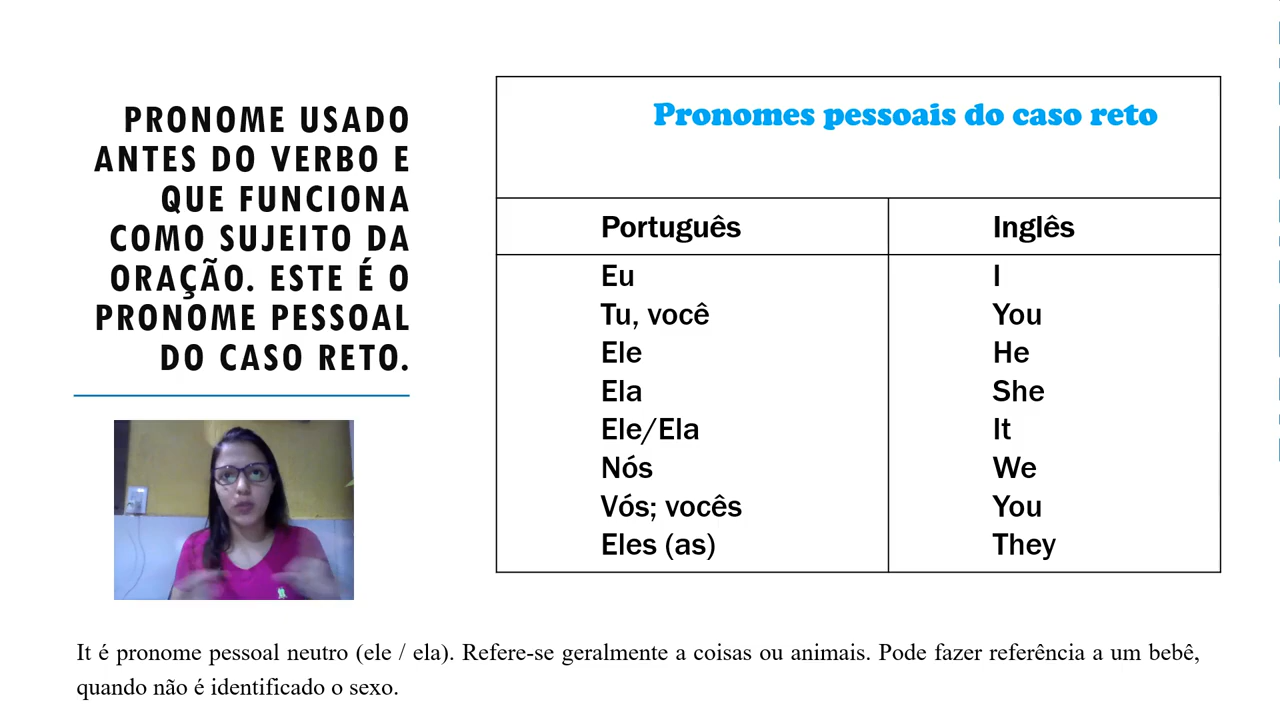 PRONOME USADO
ANTES DO VERBO E
QUE FUNCIONA
COMO SUJEITO DA
ORAÇÃO. ESTE É O
PRONOME PESSOAL
DO CASO RETO.
Pronomes pessoais do caso reto
Português Inglês
Eu I
Tu, você You
Ele He
Ela She
Ele/Ela It
Nós We
Vós; vocês You
Eles (as) They
It é pronome pessoal neutro (ele / ela). Refere-se geralmente a coisas ou animais. Pode fazer referência a um bebê,
quando não é identificado o sexo.